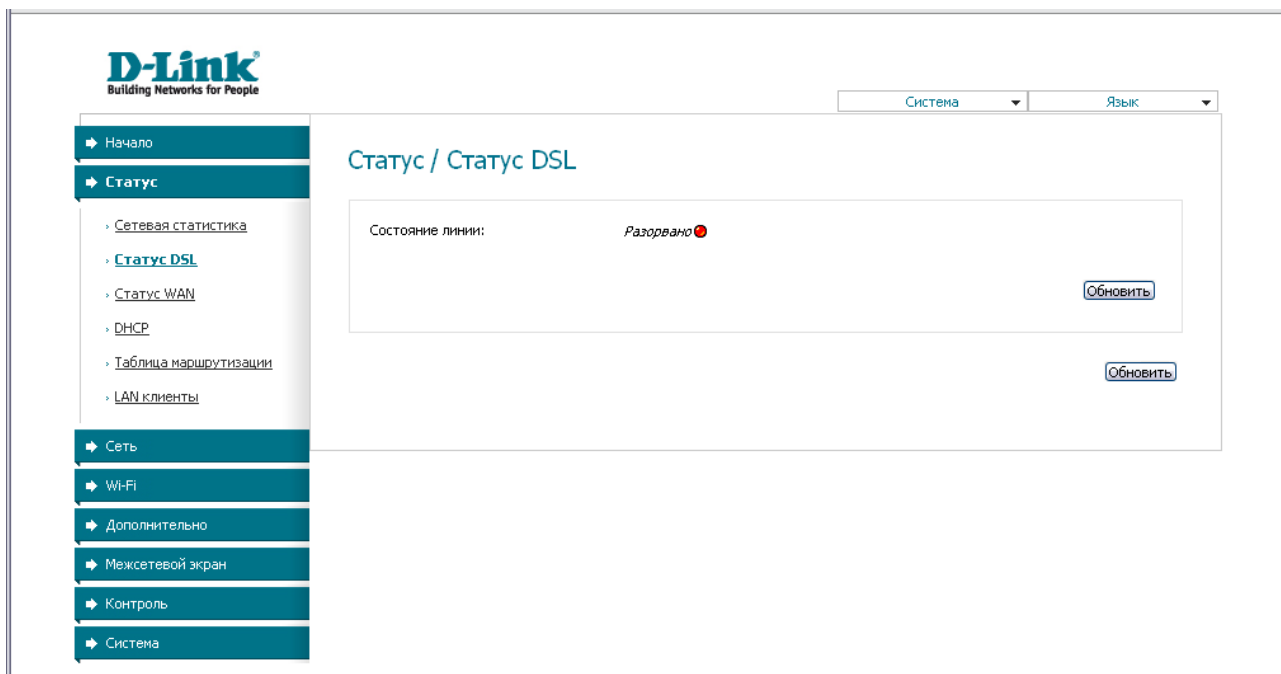 D-Link®
Building Networks for People
Система
Язык
Начало
Статус
Сетевая статистика
Статус DSL
Статус WAN
DHCP
Таблица маршрутизации
LAN клиенты
Сеть
Wi-Fi
Дополнительно
Межсетевой экран
Контроль
Система
Статус / Статус DSL
Состояние линии: Разорвано
Обновить
Обновить